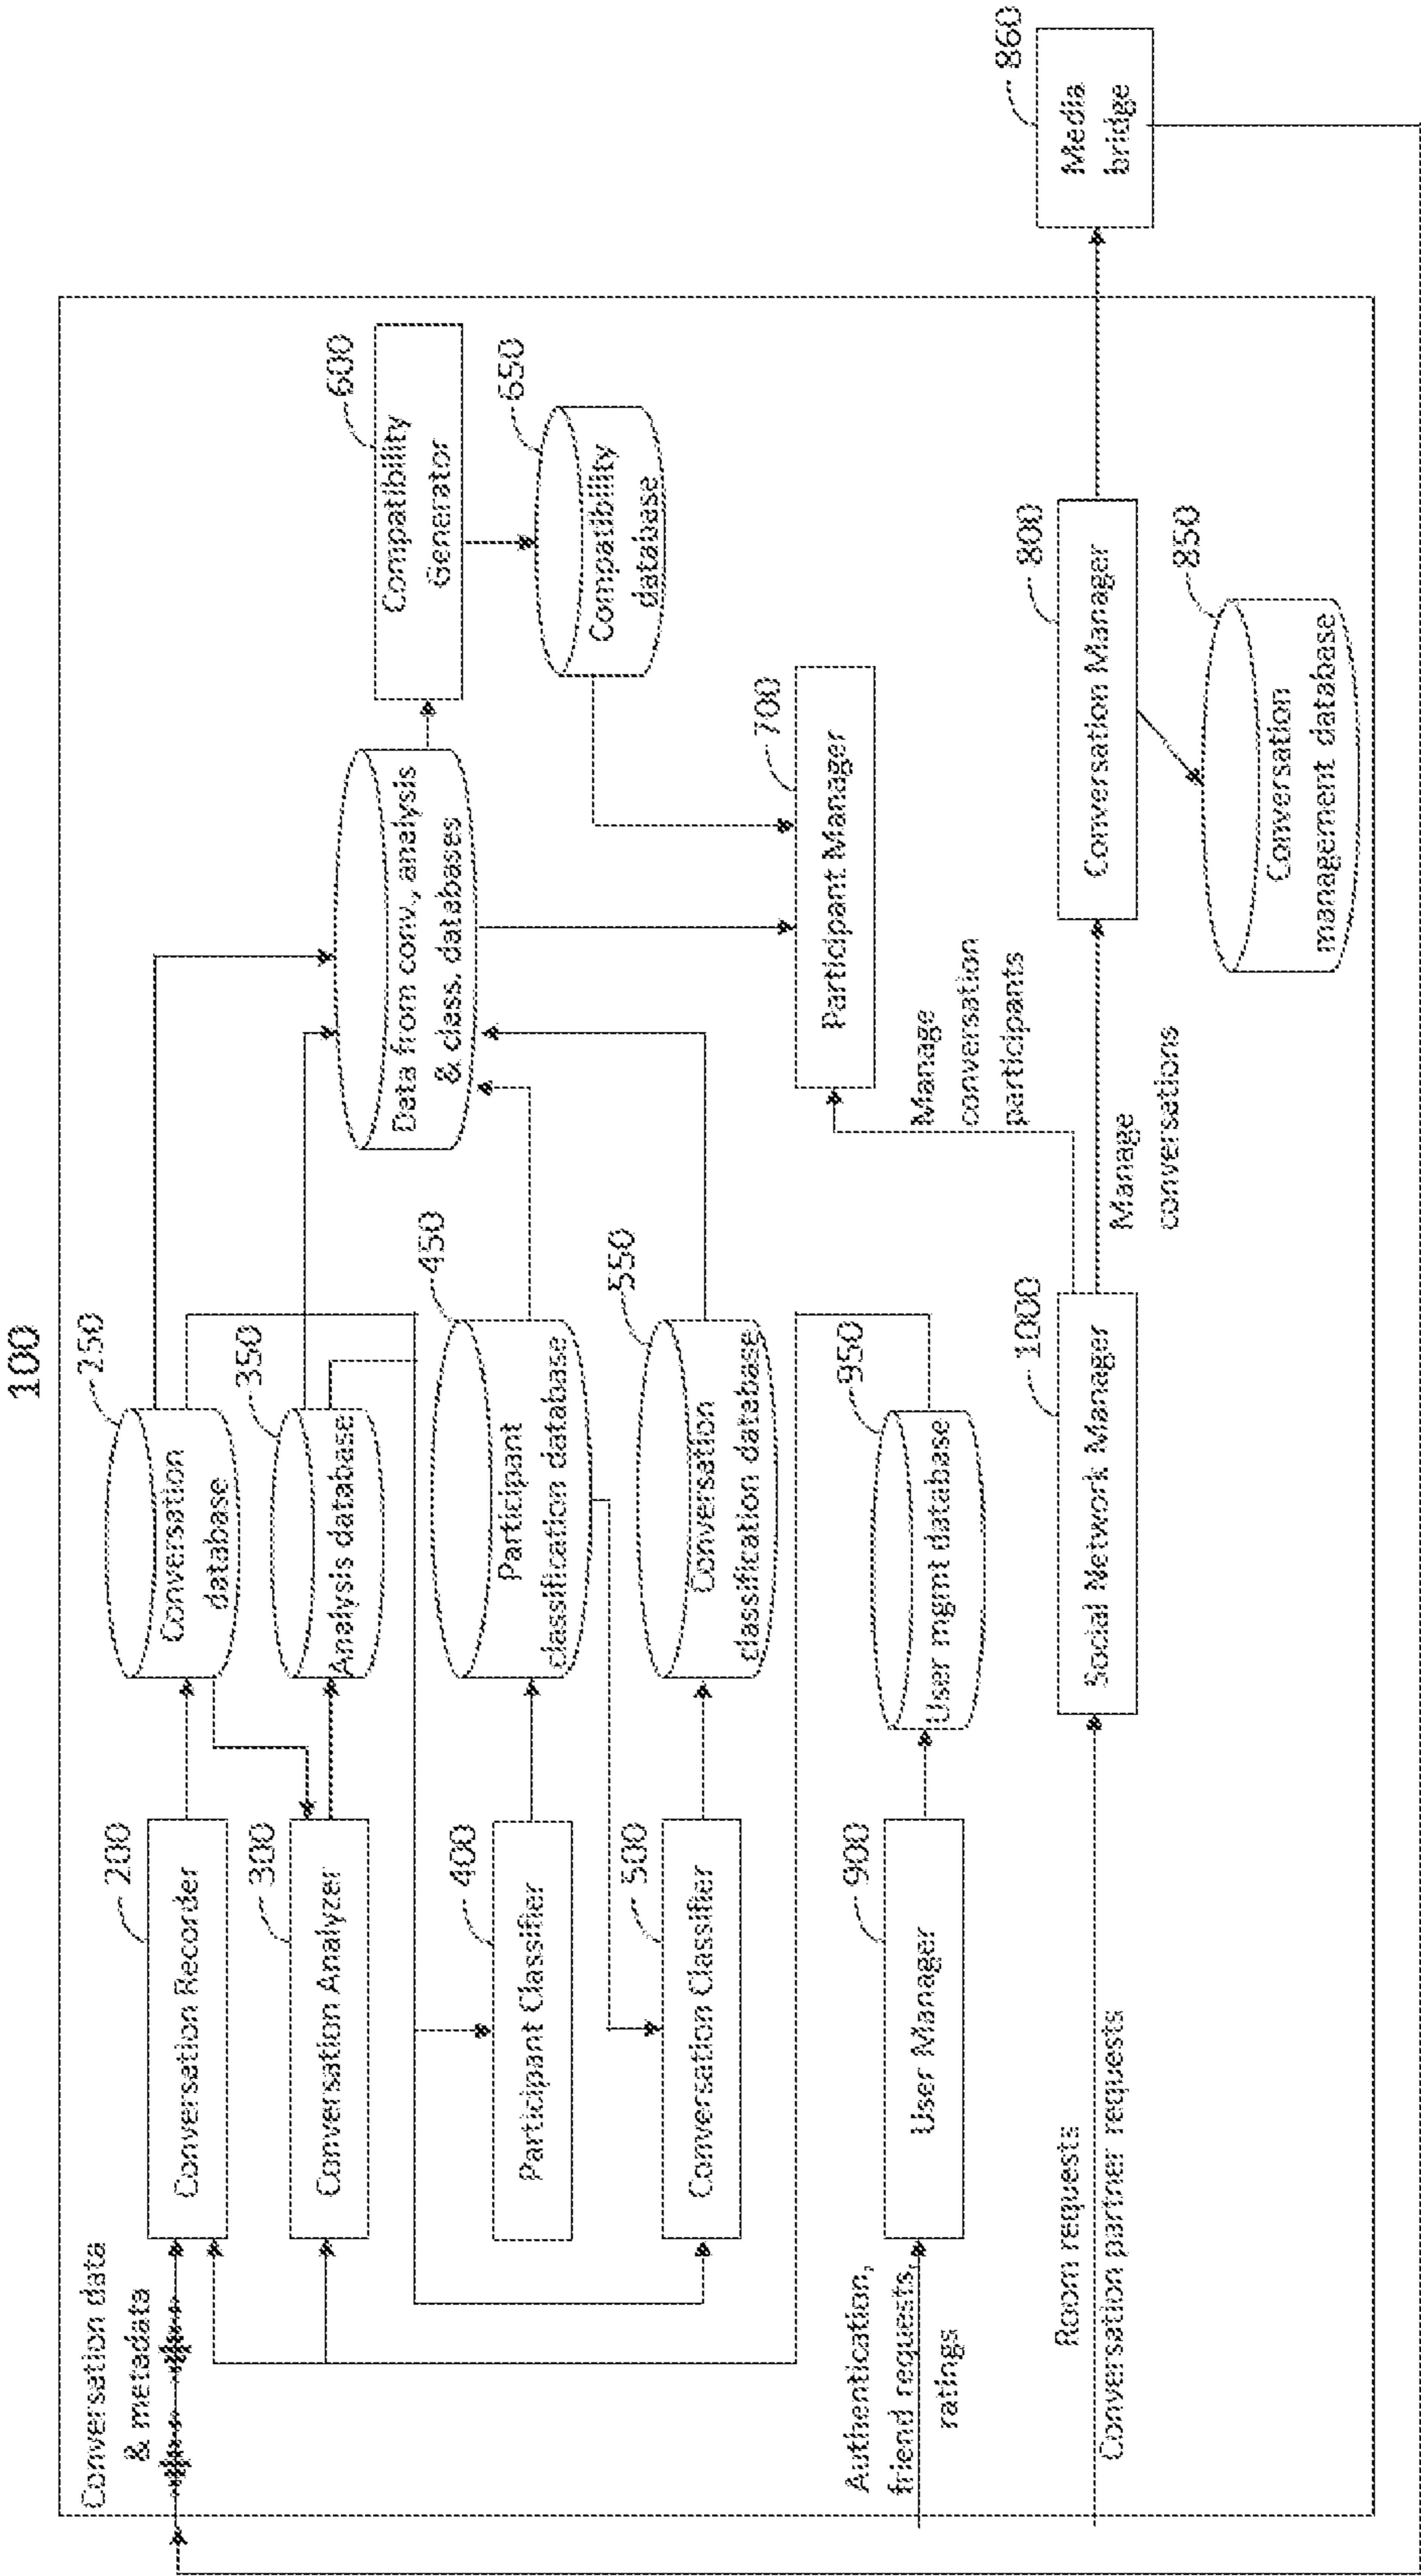 100
Conversation data
& metadata
200
Conversation Recorder
250
Conversation
database
300
Conversation Analyzer
350
Analysis database
400
Participant Classifier
450
Participant
classification database
500
Conversation Classifier
550
Conversation
classification database
Data from conv., analysis
& class. databases
600
Compatibility
Generator
650
Compatibility
database
700
Participant Manager
Authentication,
friend requests,
ratings
900
User Manager
950
User mgmt database
Room requests
Conversation partner requests
1000
Social Network Manager
Manage
conversation
participants
Manage
conversations
800
Conversation Manager
850
Conversation
management database
860
Media
bridge